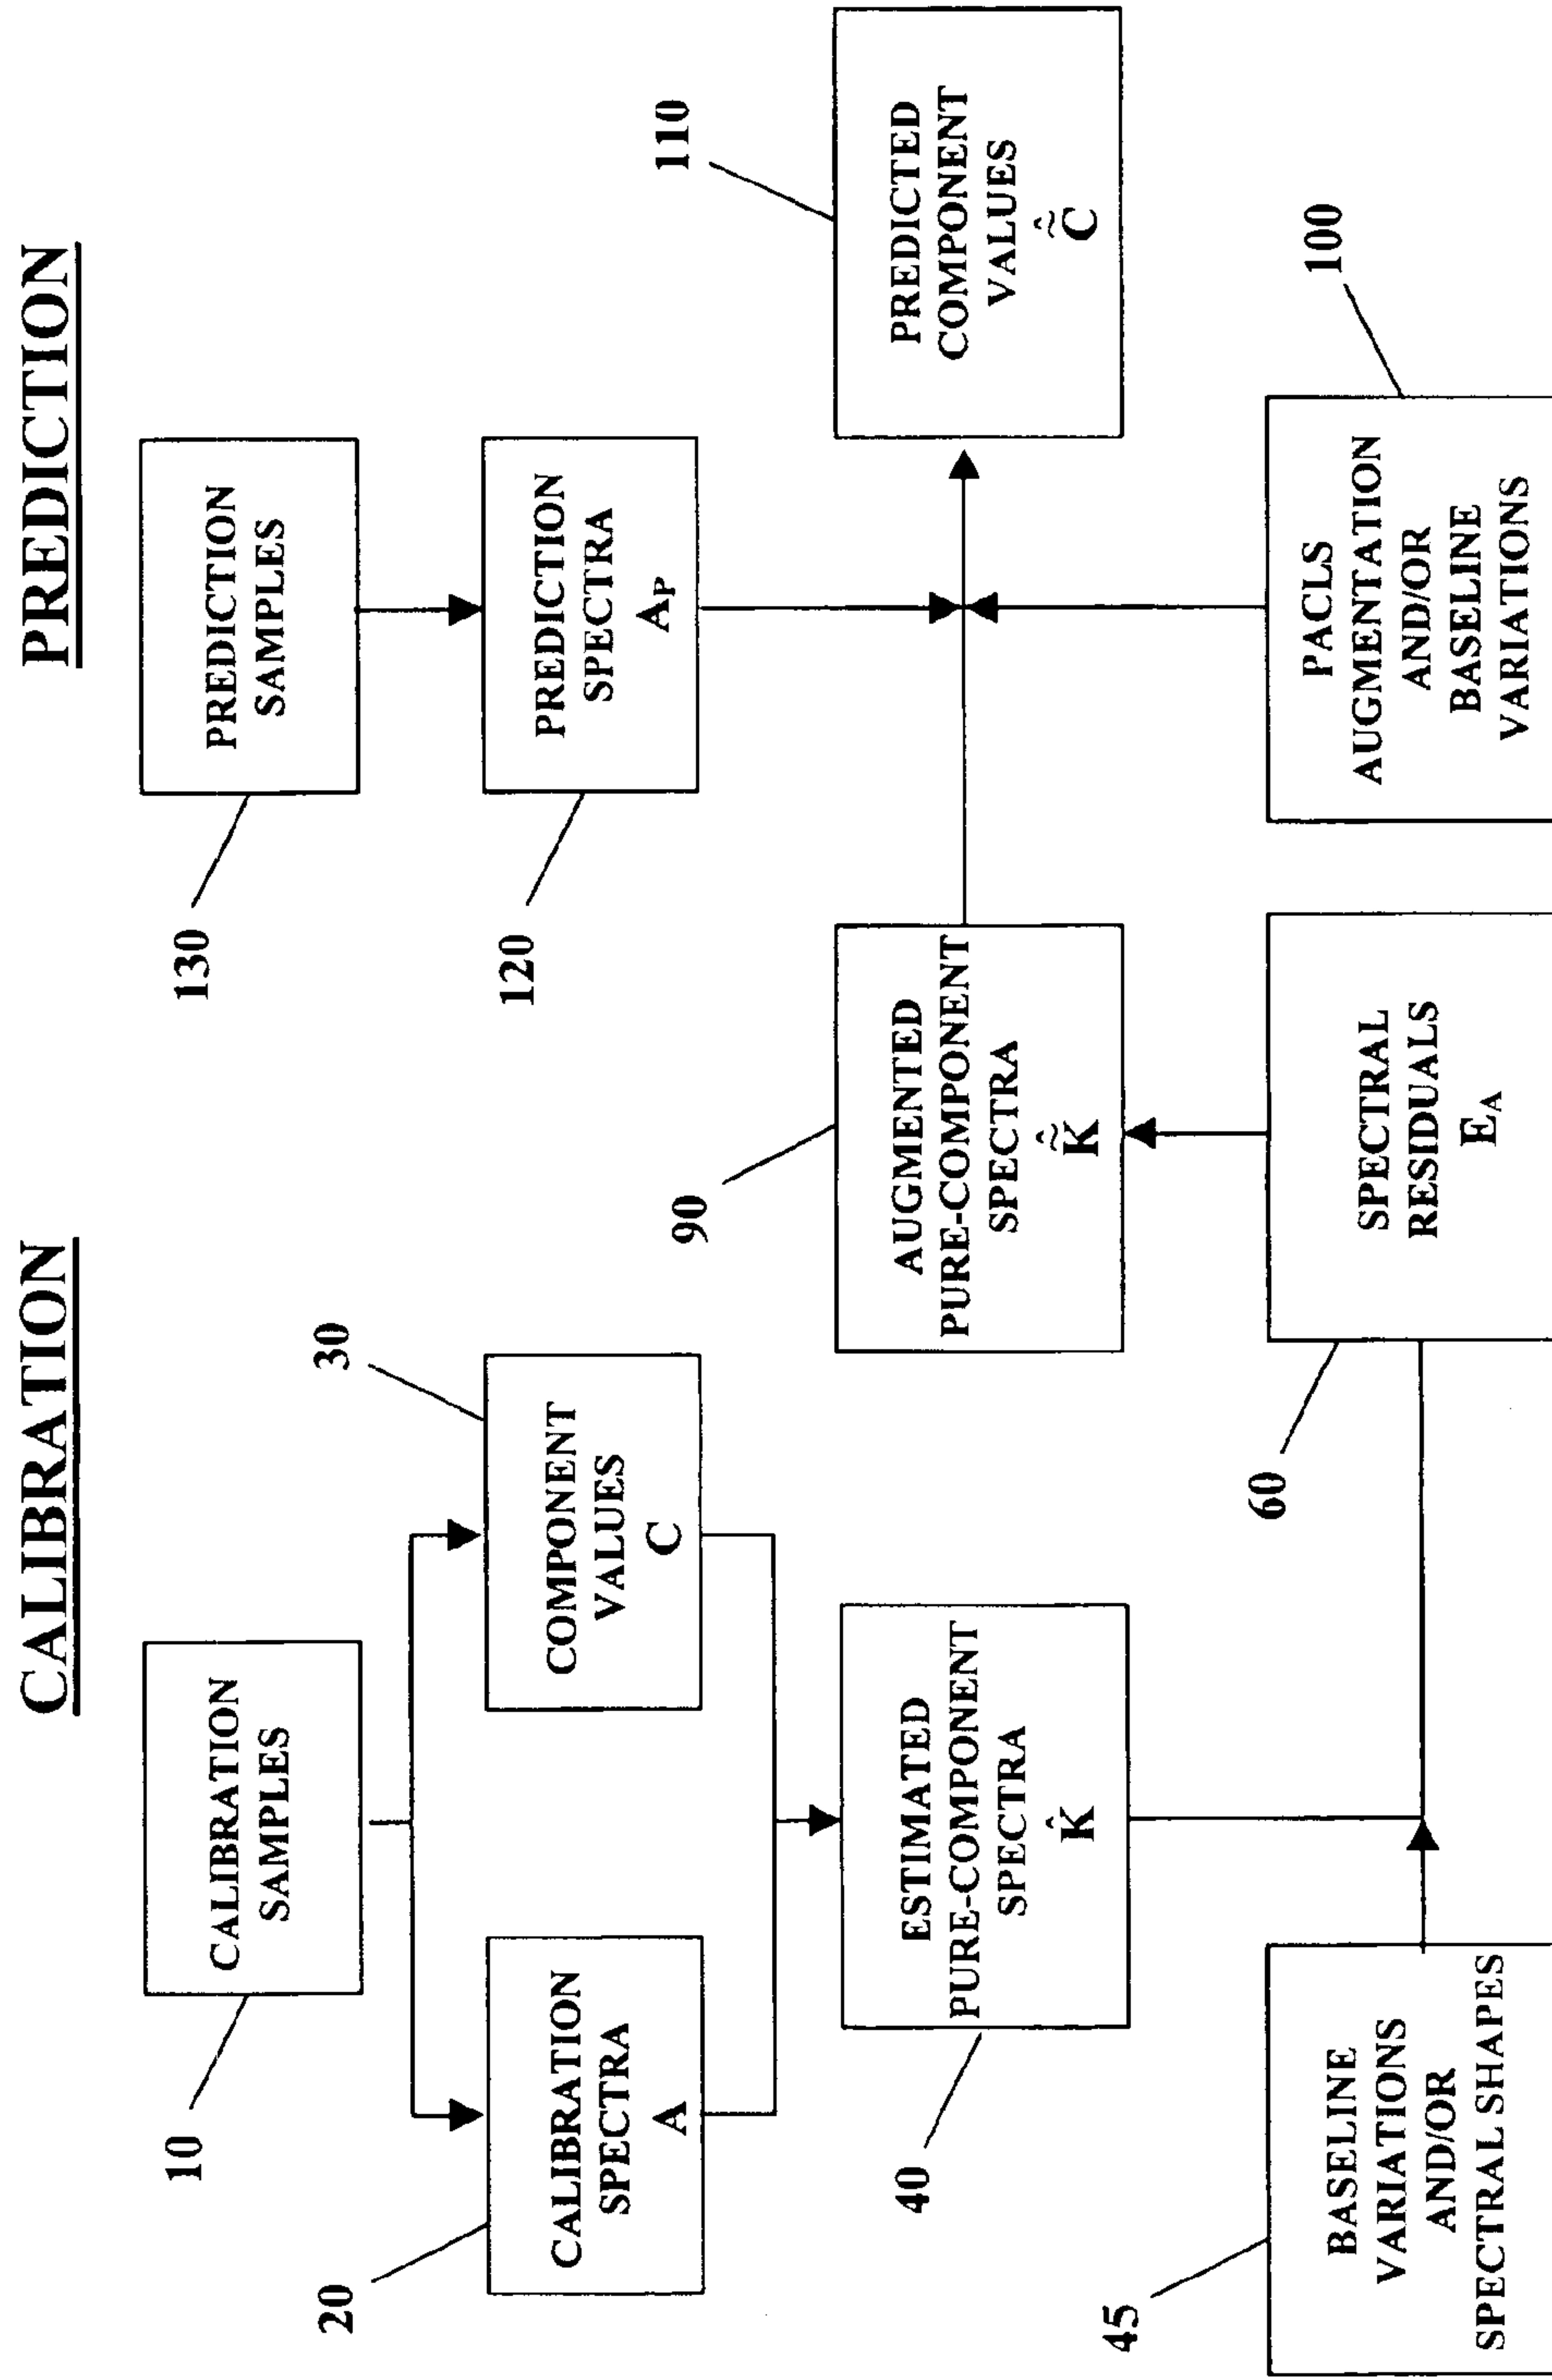 CALIBRATION
10
CALIBRATION
SAMPLES
20
CALIBRATION
SPECTRA
A
30
COMPONENT
VALUES
C
40
ESTIMATED
PURE-COMPONENT
SPECTRA
K̂
45
BASELINE
VARIATIONS
AND/OR
SPECTRAL SHAPES
60
SPECTRAL
RESIDUALS
E_A
90
AUGMENTED
PURE-COMPONENT
SPECTRA
K̃̂
PREDICTION
130
PREDICTION
SAMPLES
120
PREDICTION
SPECTRA
A_P
110
PREDICTED
COMPONENT
VALUES
C̃̂
100
PACLS
AUGMENTATION
AND/OR
BASELINE
VARIATIONS